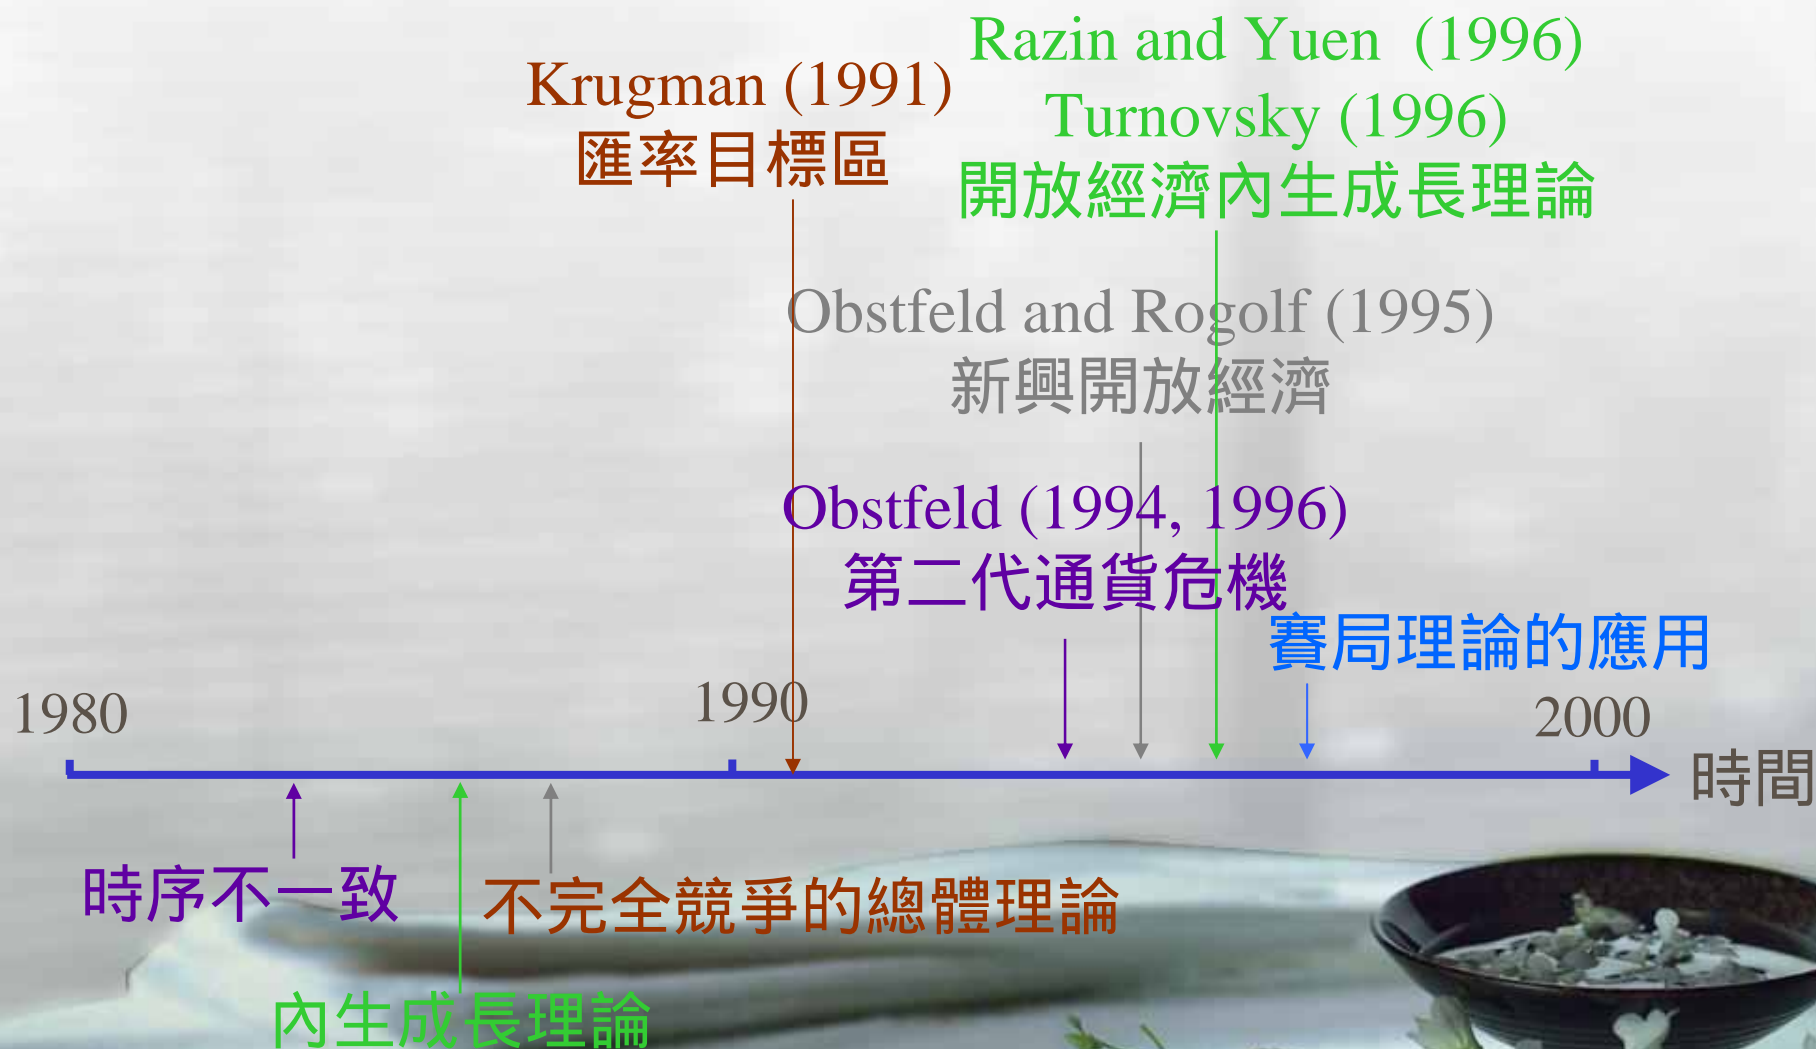 Razin and Yuen (1996)
Turnovsky (1996)
開放經濟內生成長理論
Krugman (1991)
匯率目標區
Obstfeld and Rogolf (1995)
新興開放經濟
Obstfeld (1994, 1996)
第二代通貨危機
賽局理論的應用
1980
1990
2000
時間
時序不一致
不完全競爭的總體理論
內生成長理論